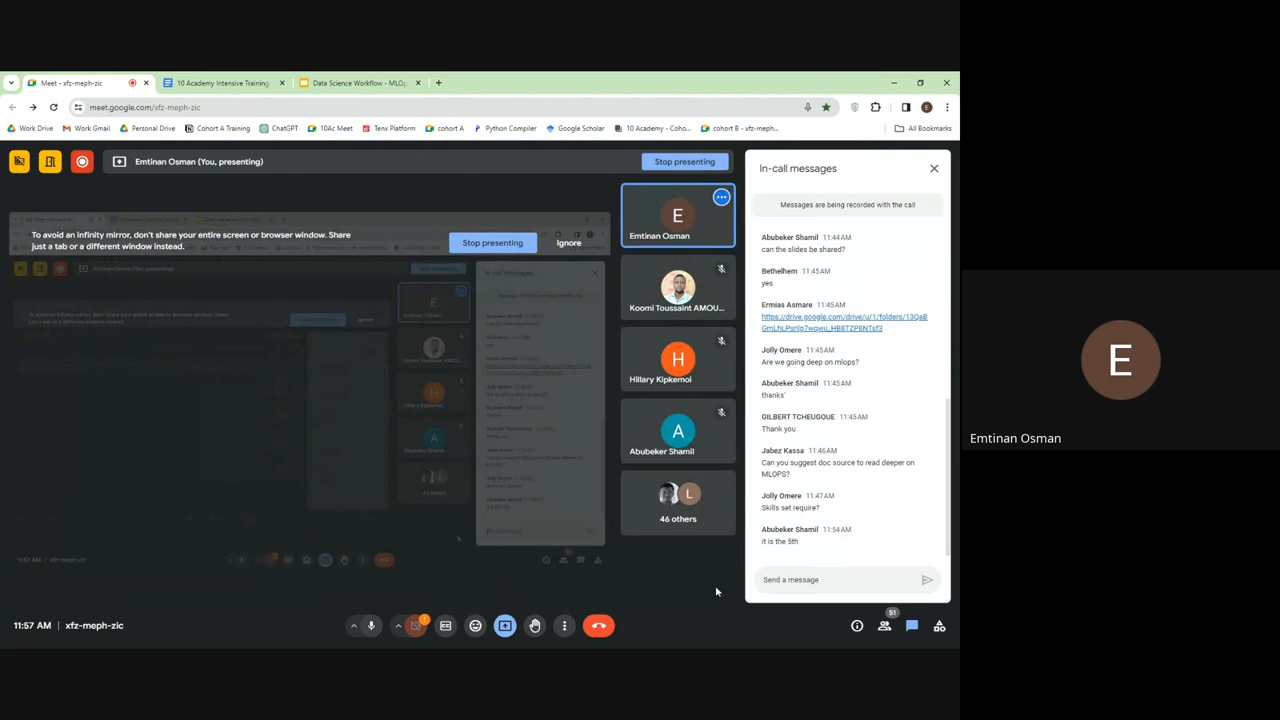 Meet - xfz-meph-zic
10 Academy Intensive Training
Data Science Workflow - MLOp
meet.google.com/xfz-meph-zic
Work Drive
Work Gmail
Personal Drive
Cohort A Training
ChatGPT
10Ac Meet
Tenx Platform
cohort A
Python Compiler
Google Scholar
10 Academy - Coho...
cohort B - xfz-meph...
All Bookmarks
Emtinan Osman (You, presenting)
Stop presenting
To avoid an infinity mirror, don't share your entire screen or browser window. Share
just a tab or a different window instead.
Stop presenting
Ignore
E
Emtinan Osman
Koomi Toussaint AMOU...
H
Hillary Kipkemoi
A
Abubeker Shamil
L
46 others
In-call messages
Messages are being recorded with the call
Abubeker Shamil 11:44 AM
can the slides be shared?
Bethelhem 11:45 AM
yes
Ermias Asmare 11:45 AM
Jolly Omere 11:45 AM
Are we going deep on mlops?
Abubeker Shamil 11:45 AM
thanks'
GILBERT TCHEUGOUE 11:45 AM
Thank you
Jabez Kassa 11:46 AM
Can you suggest doc source to read deeper on
MLOPS?
Jolly Omere 11:47 AM
Skills set require?
Abubeker Shamil 11:54 AM
it is the 5th
Send a message
11:57 AM | xfz-meph-zic
51
E
Emtinan Osman